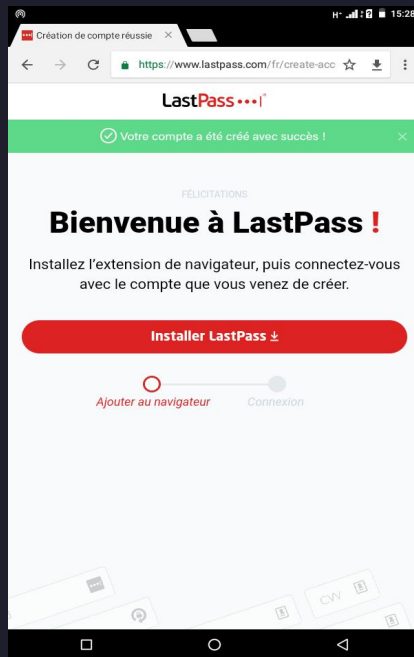 H+ 15:28
Création de compte réussie
https://www.lastpass.com/fr/create-acc
LastPass
Votre compte a été créé avec succès !
FÉLICITATIONS
Bienvenue à LastPass !
Installez l'extension de navigateur, puis connectez-vous
avec le compte que vous venez de créer.
Installer LastPass
Ajouter au navigateur Connexion
CVV